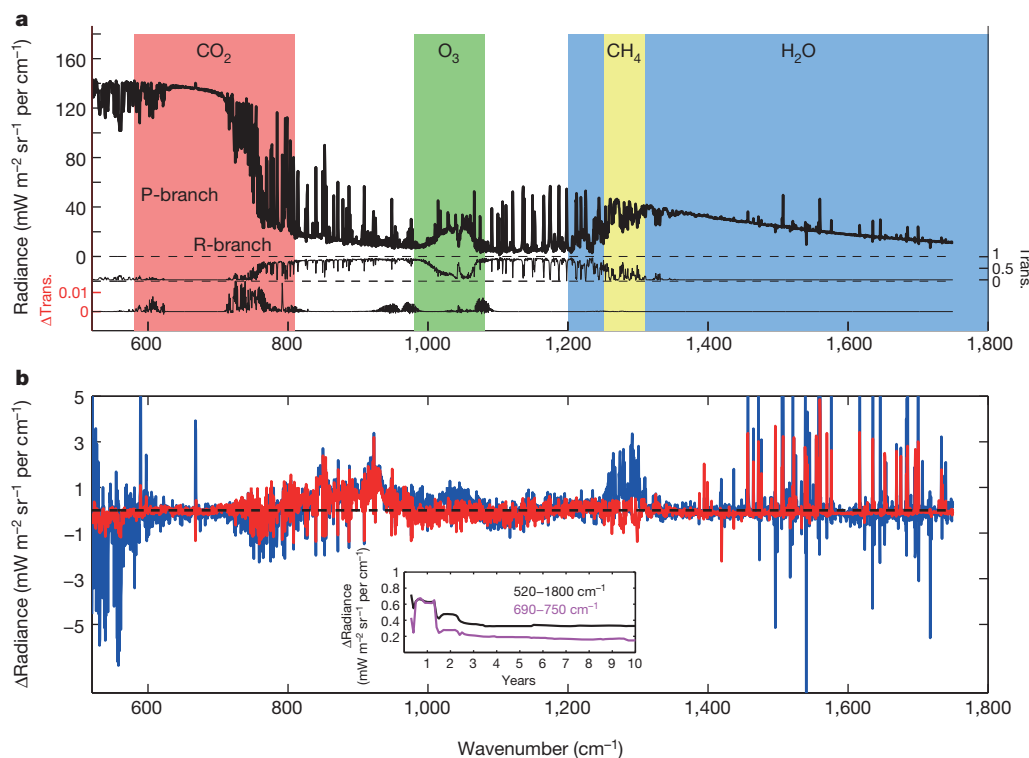 a
Radiance (mW m⁻² sr⁻¹ per cm⁻¹)
160
120
80
40
0
ΔTrans.
0.01
0
CO₂
O₃
CH₄
H₂O
P-branch
R-branch
1
0.5
0
Trans.
600
800
1,000
1,200
1,400
1,600
1,800
b
ΔRadiance (mW m⁻² sr⁻¹ per cm⁻¹)
5
3
1
-1
-3
-5
ΔRadiance
(mW m⁻² sr⁻¹ per cm⁻¹)
1
0.8
0.6
0.4
0.2
520–1800 cm⁻¹
690–750 cm⁻¹
1 2 3 4 5 6 7 8 9 10
Years
600
800
1,000
1,200
1,400
1,600
1,800
Wavenumber (cm⁻¹)